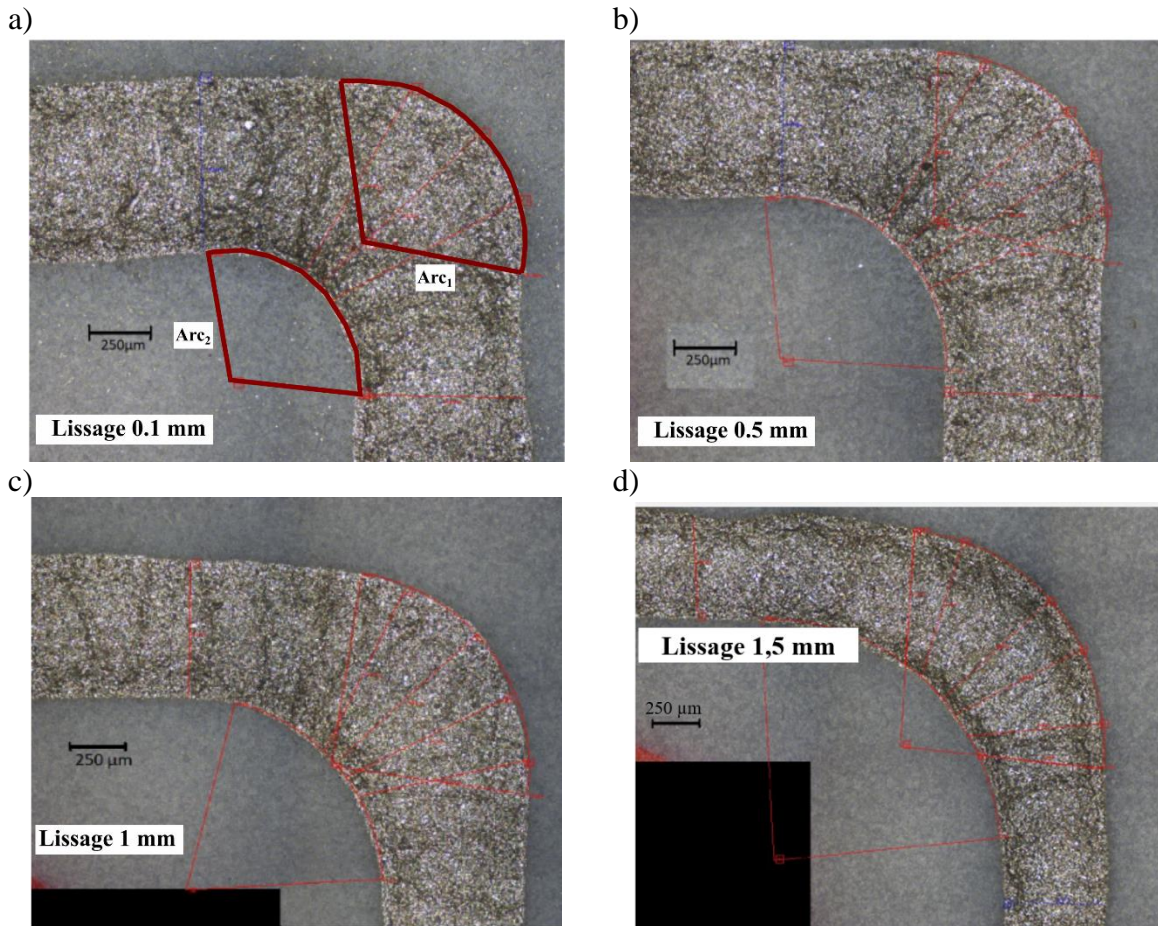 a)
b)
Arc₁
Arc₂
250µm
Lissage 0.1 mm
250µm
Lissage 0.5 mm
c)
d)
250 µm
Lissage 1 mm
Lissage 1,5 mm
250 µm